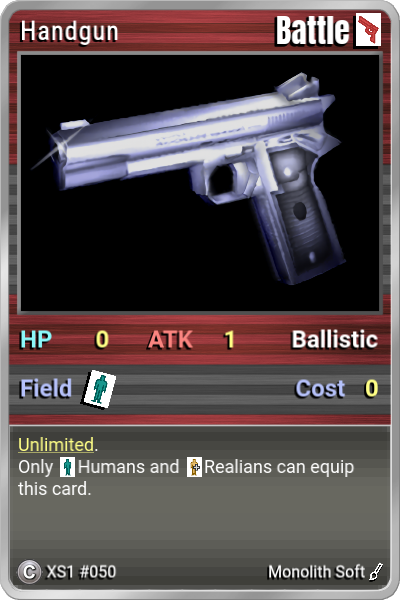 Handgun Battle
HP 0 ATK 1 Ballistic
Field Cost 0
Unlimited.
Only Humans and Realians can equip
this card.
C XS1 #050 Monolith Soft